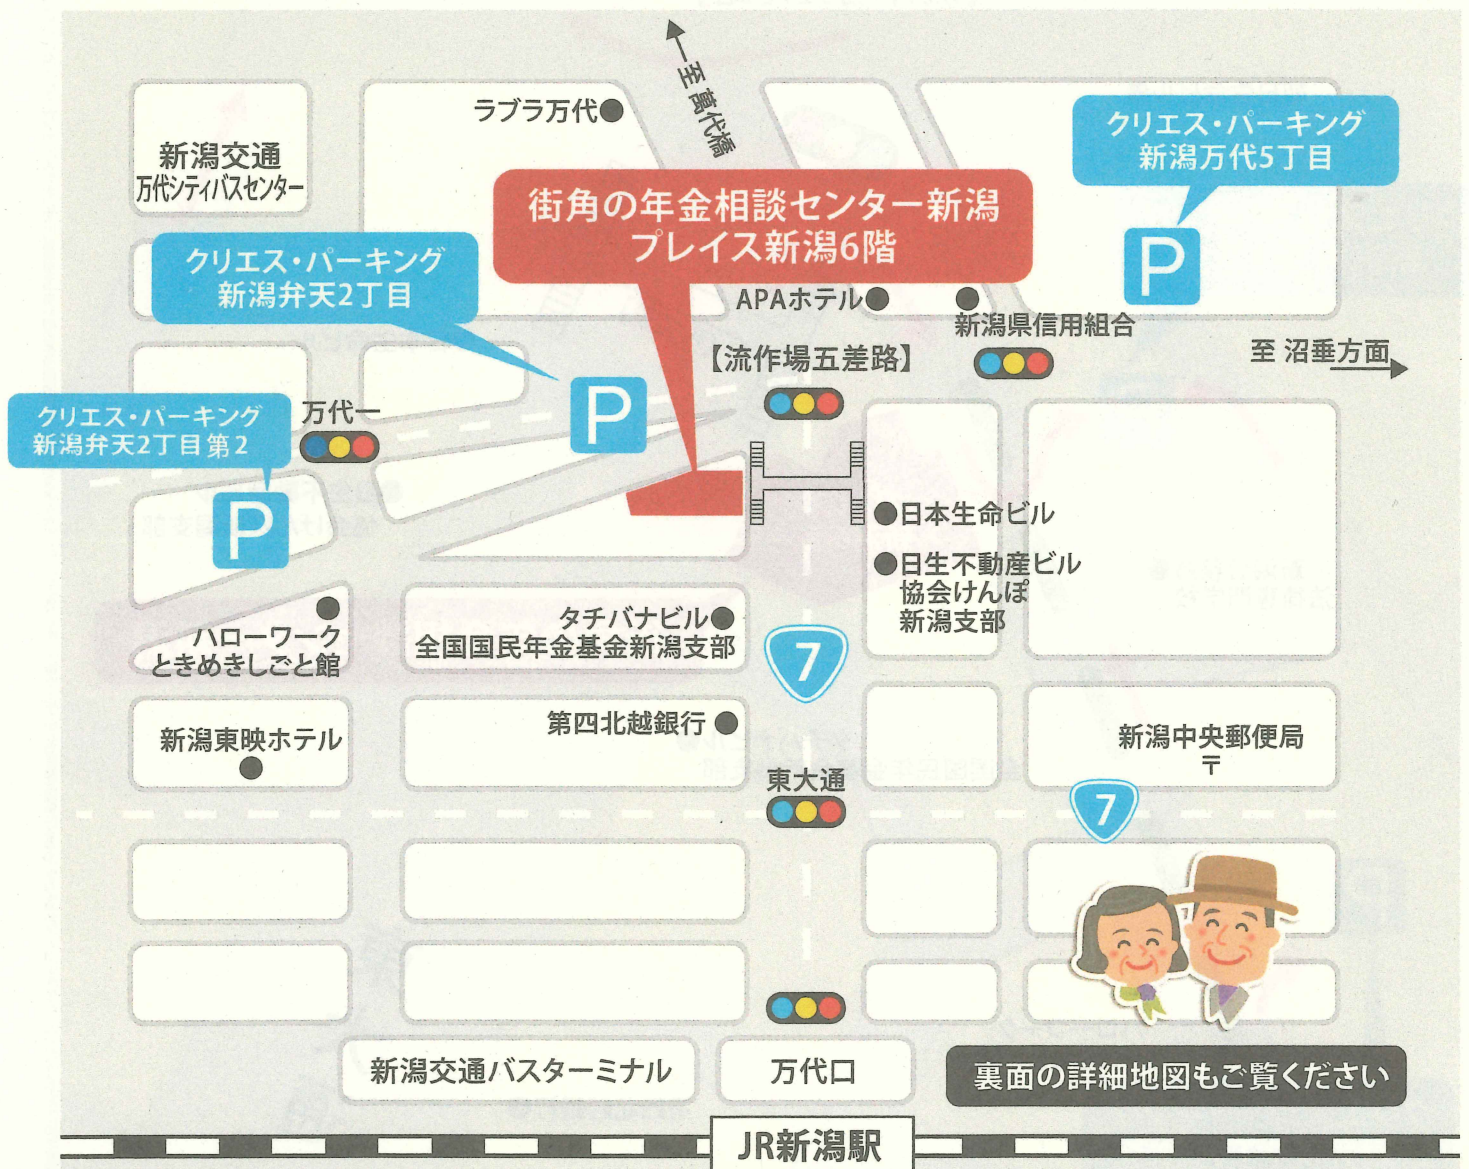 至 萬代橋
ラブラ万代
新潟交通
万代シティバスセンター
クリエス・パーキング
新潟万代5丁目
P
街角の年金相談センター新潟
プレイス新潟6階
クリエス・パーキング
新潟弁天2丁目
P
APAホテル
新潟県信用組合
【流作場五差路】
至 沼垂方面
クリエス・パーキング
新潟弁天2丁目第2
P
万代一
日本生命ビル
日生不動産ビル
協会けんぽ
新潟支部
ハローワーク
ときめきしごと館
タチバナビル
全国国民年金基金新潟支部
7
新潟東映ホテル
第四北越銀行
新潟中央郵便局
〒
東大通
7
新潟交通バスターミナル
万代口
裏面の詳細地図もご覧ください
JR新潟駅